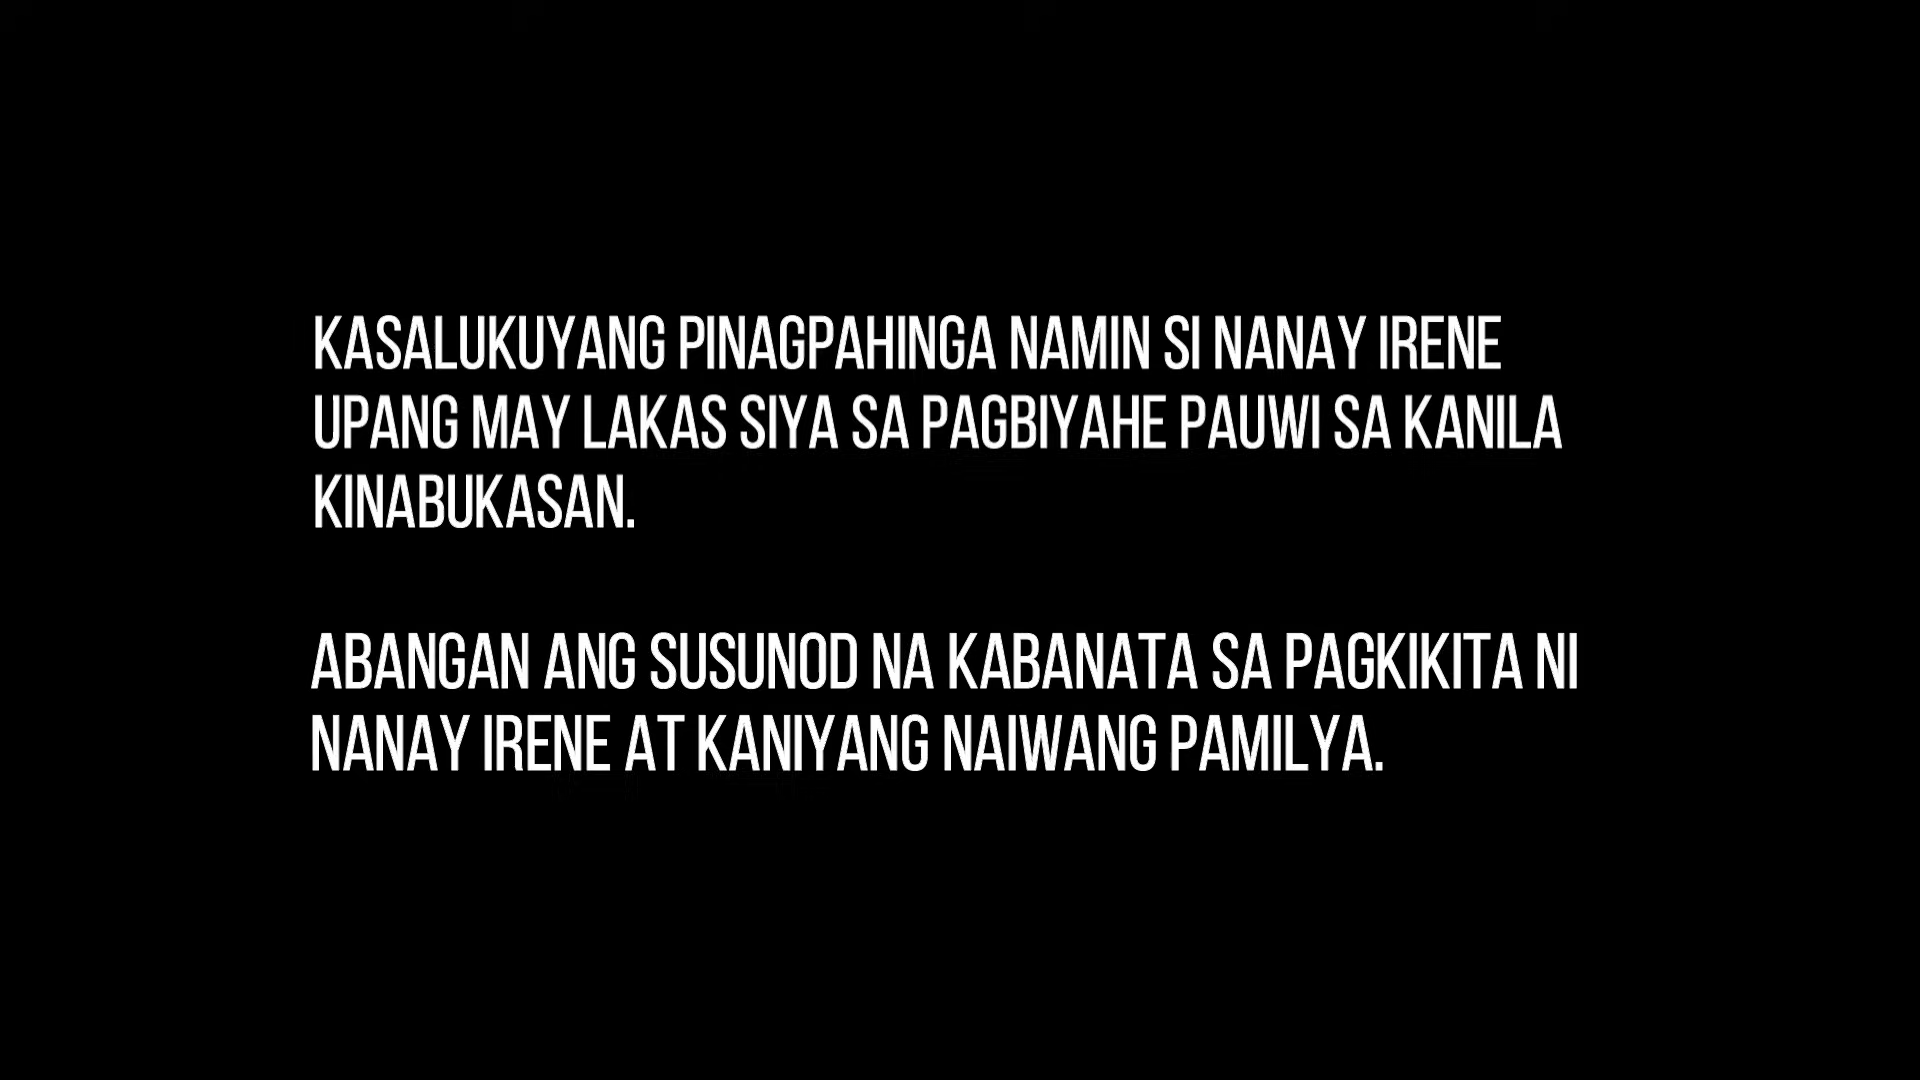 KASALUKUYANG PINAGPAHINGA NAMIN SI NANAY IRENE
UPANG MAY LAKAS SIYA SA PAGBIYAHE PAUWI SA KANILA
KINABUKASAN.
ABANGAN ANG SUSUNOD NA KABANATA SA PAGKIKITA NI
NANAY IRENE AT KANIYANG NAIWANG PAMILYA.